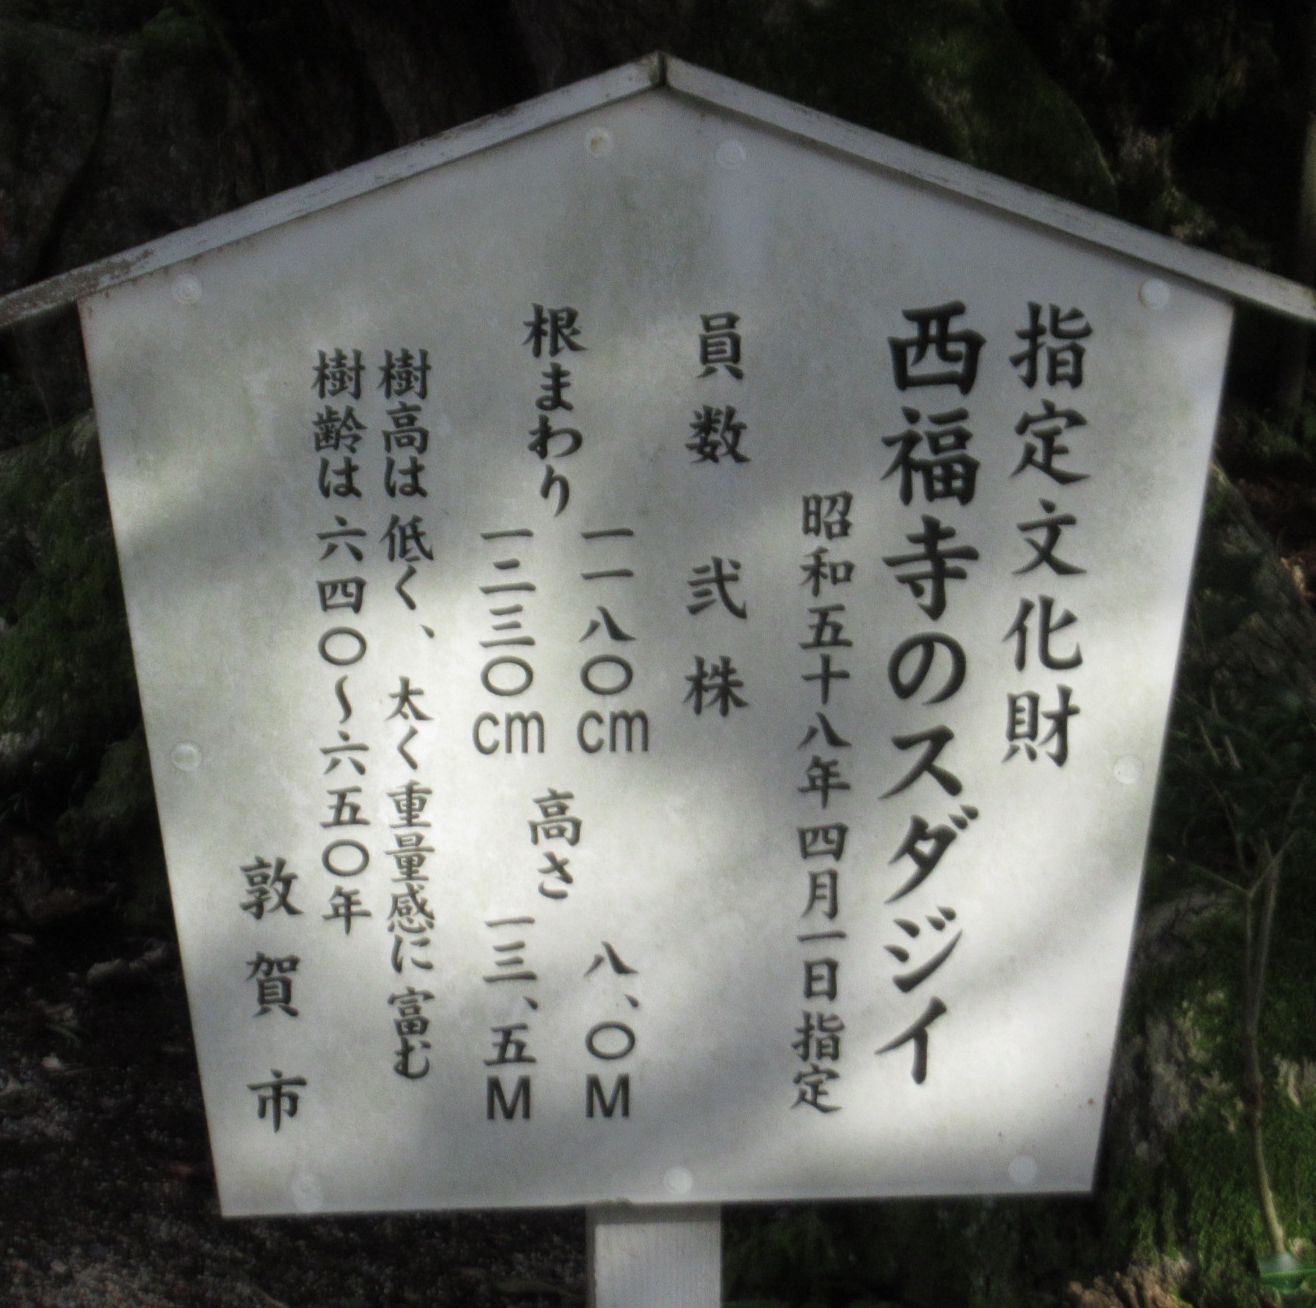 指定文化財
西福寺のスダジイ
昭和五十八年四月一日指定
員数 弐株
一一八〇cm 八、〇M
根まわり 高さ
一二三〇cm 一三、五M
樹高は低く、太く重量感に富む
樹齢は六四〇～六五〇年
敦賀市